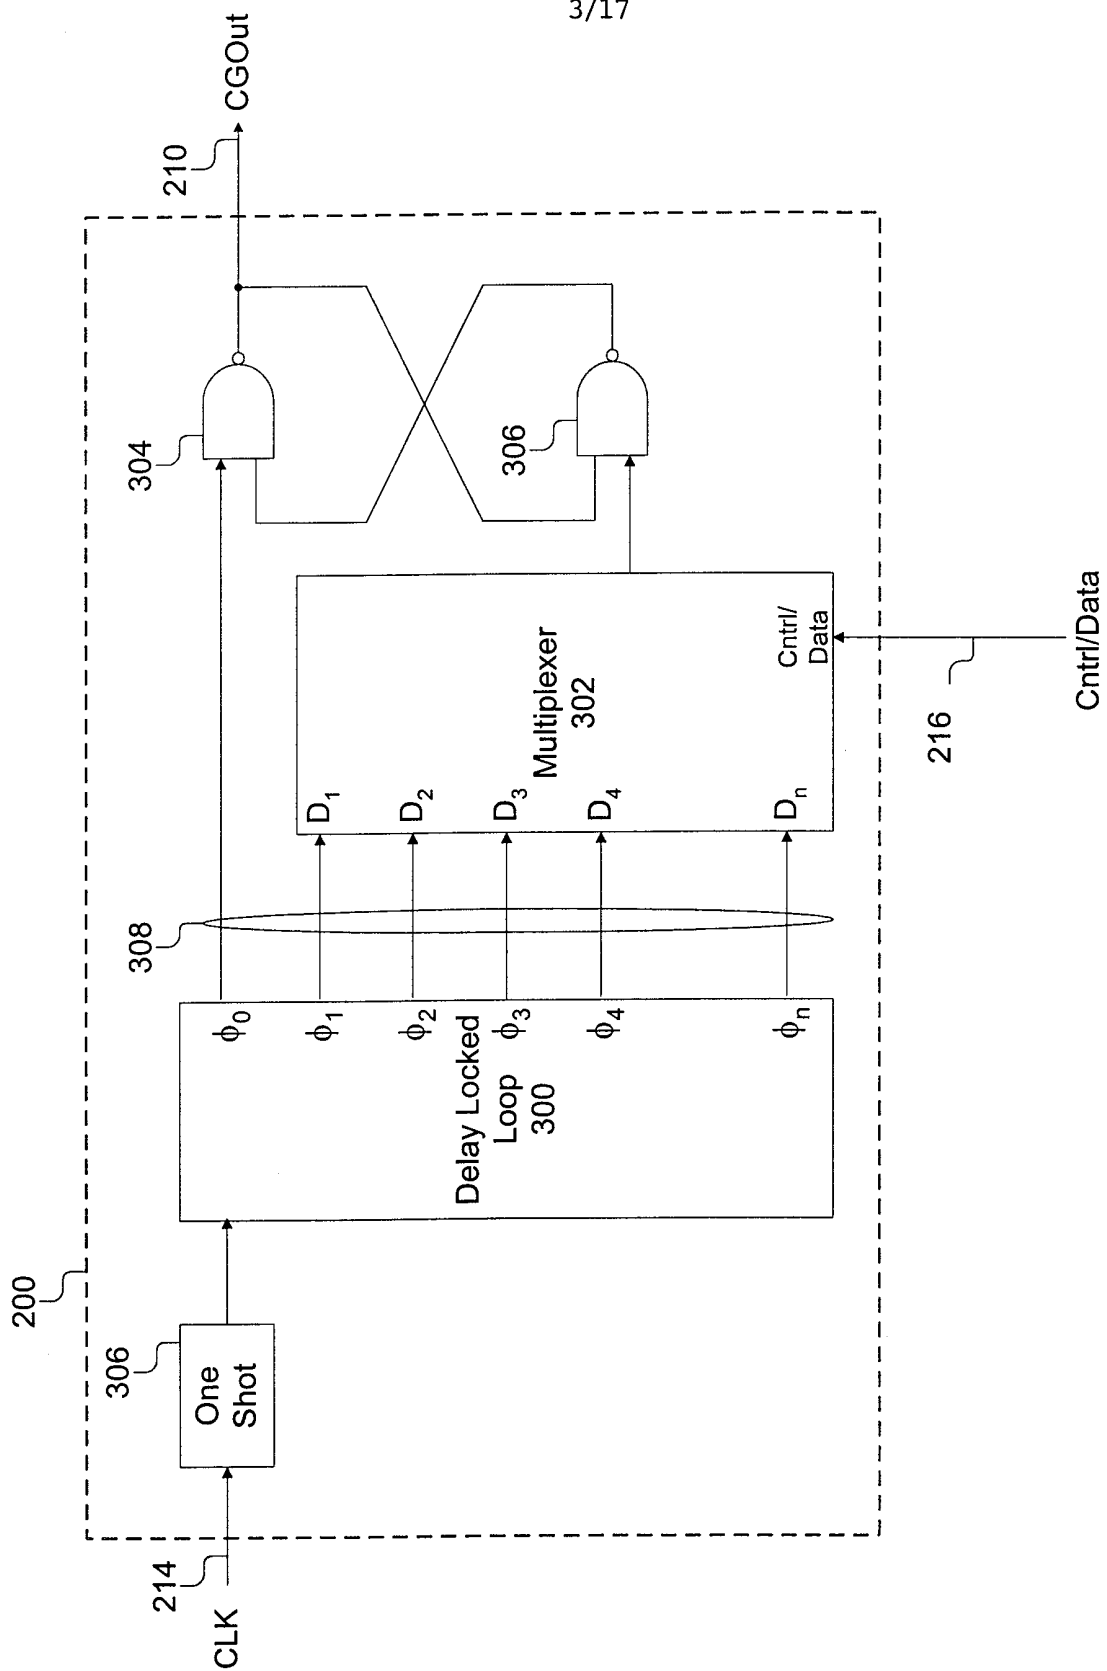 3/17
200
CLK
214
One
Shot
306
Delay Locked
Loop
300
ϕ0
ϕ1
ϕ2
ϕ3
ϕ4
ϕn
308
D1
D2
D3
D4
Dn
Multiplexer
302
Cntrl/
Data
216
Cntrl/Data
304
306
210
CGOut